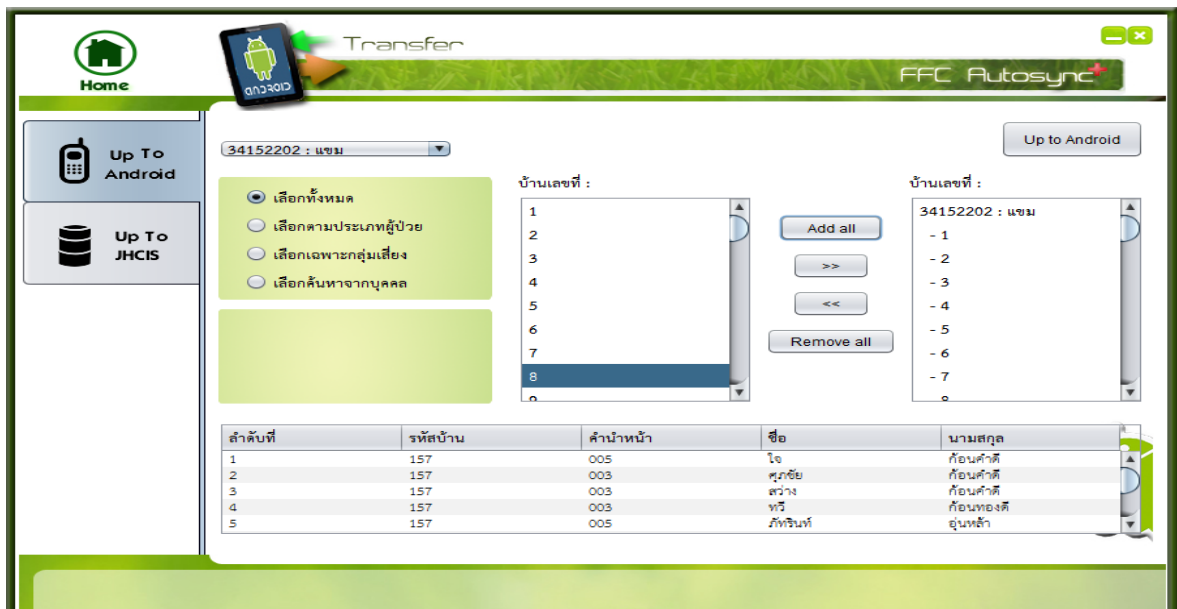 Transfer
FFC Autosync+
Home
ANDROID
Up To Android
Up To JHCIS
34152202 : แขม
Up to Android
เลือกทั้งหมด
เลือกตามประเภทผู้ป่วย
เลือกเฉพาะกลุ่มเสี่ยง
เลือกค้นหาจากบุคคล
บ้านเลขที่ :
1
2
3
4
5
6
7
8
9
Add all
>>
<<
Remove all
บ้านเลขที่ :
34152202 : แขม
- 1
- 2
- 3
- 4
- 5
- 6
- 7
- 8
ลำดับที่ รหัสบ้าน คำนำหน้า ชื่อ นามสกุล
1 157 005 ใจ ก้อนคำดี
2 157 003 ศุภชัย ก้อนคำดี
3 157 003 สว่าง ก้อนคำดี
4 157 003 ทวี ก้อนทองดี
5 157 005 ภัทรินท์ อุ่นหล้า